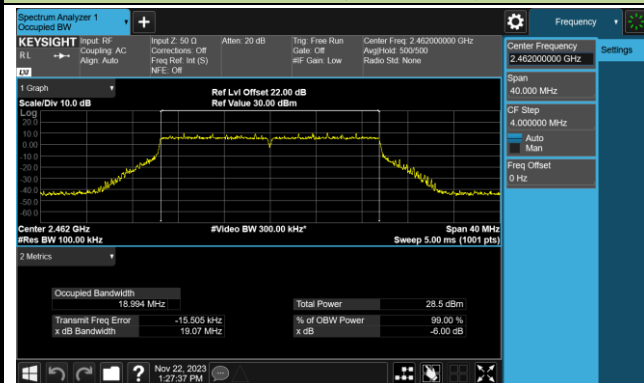 Spectrum Analyzer 1
Occupied BW
Frequency
KEYSIGHT
RL
LXI
Input: RF
Coupling: AC
Align: Auto
Input Z: 50 Ω
Corrections: Off
Freq Ref: Int (S)
NFE: Off
Atten: 20 dB
Trig: Free Run
Gate: Off
#IF Gain: Low
Center Freq: 2.462000000 GHz
Avg|Hold: 500/500
Radio Std: None
Center Frequency
2.462000000 GHz
Settings
Span
40.000 MHz
CF Step
4.000000 MHz
Auto
Man
Freq Offset
0 Hz
1 Graph
Scale/Div 10.0 dB
Ref Lvl Offset 22.00 dB
Ref Value 30.00 dBm
Log
20.0
10.0
0.00
-10.0
-20.0
-30.0
-40.0
-50.0
-60.0
Center 2.462 GHz
#Res BW 100.00 kHz
#Video BW 300.00 kHz*
Span 40 MHz
Sweep 5.00 ms (1001 pts)
2 Metrics
Occupied Bandwidth
18.994 MHz
Total Power 28.5 dBm
Transmit Freq Error -15.505 kHz
% of OBW Power 99.00 %
x dB Bandwidth 19.07 MHz
x dB -6.00 dB
Nov 22, 2023
1:27:37 PM